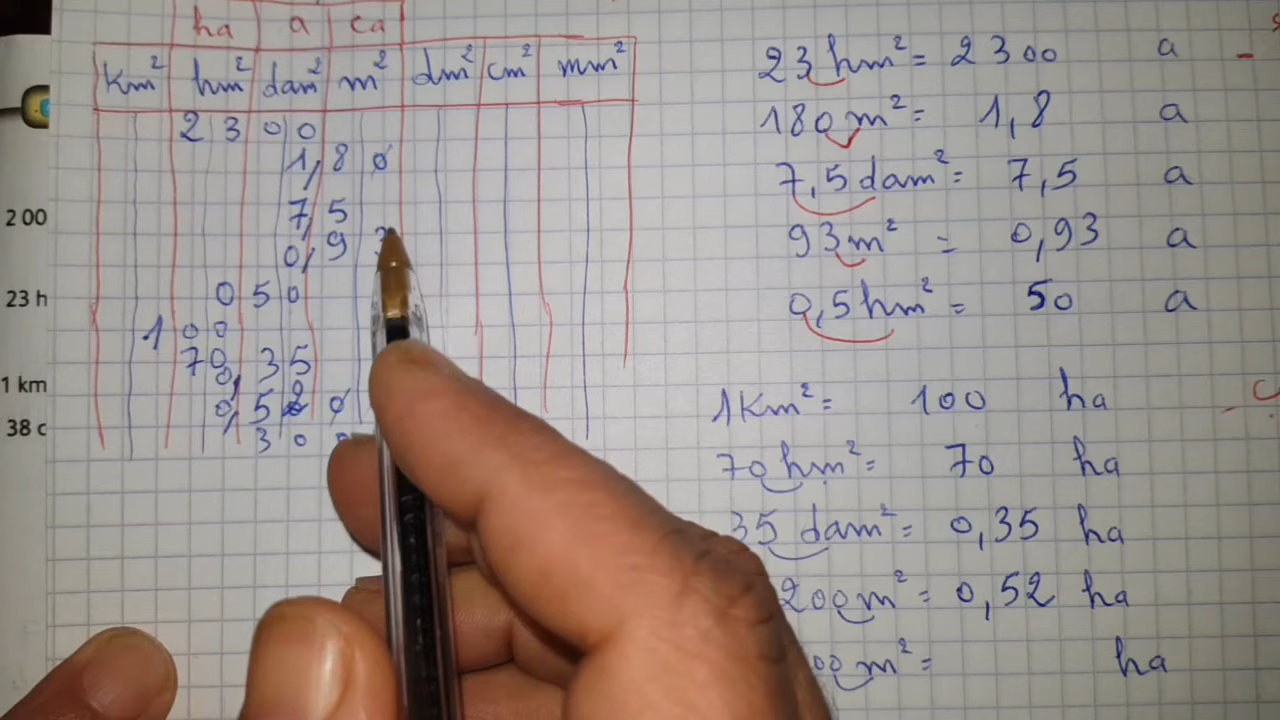 ha a ca
km² hm² dam² m² dm² cm² mm²
2 3 0 0
1,8 0
7,5
0,9 3
0 5 0
1 0 0
7 0
0,35
0,52 0
3 0
2 00
23 h
1 km
38 c
23 hm² = 2300 a
180 m² = 1,8 a
7,5 dam² = 7,5 a
93 m² = 0,93 a
0,5 hm² = 50 a
1 Km² = 100 ha
70 hm² = 70 ha
35 dam² = 0,35 ha
200 m² = 0,52 ha
00 m² = ha